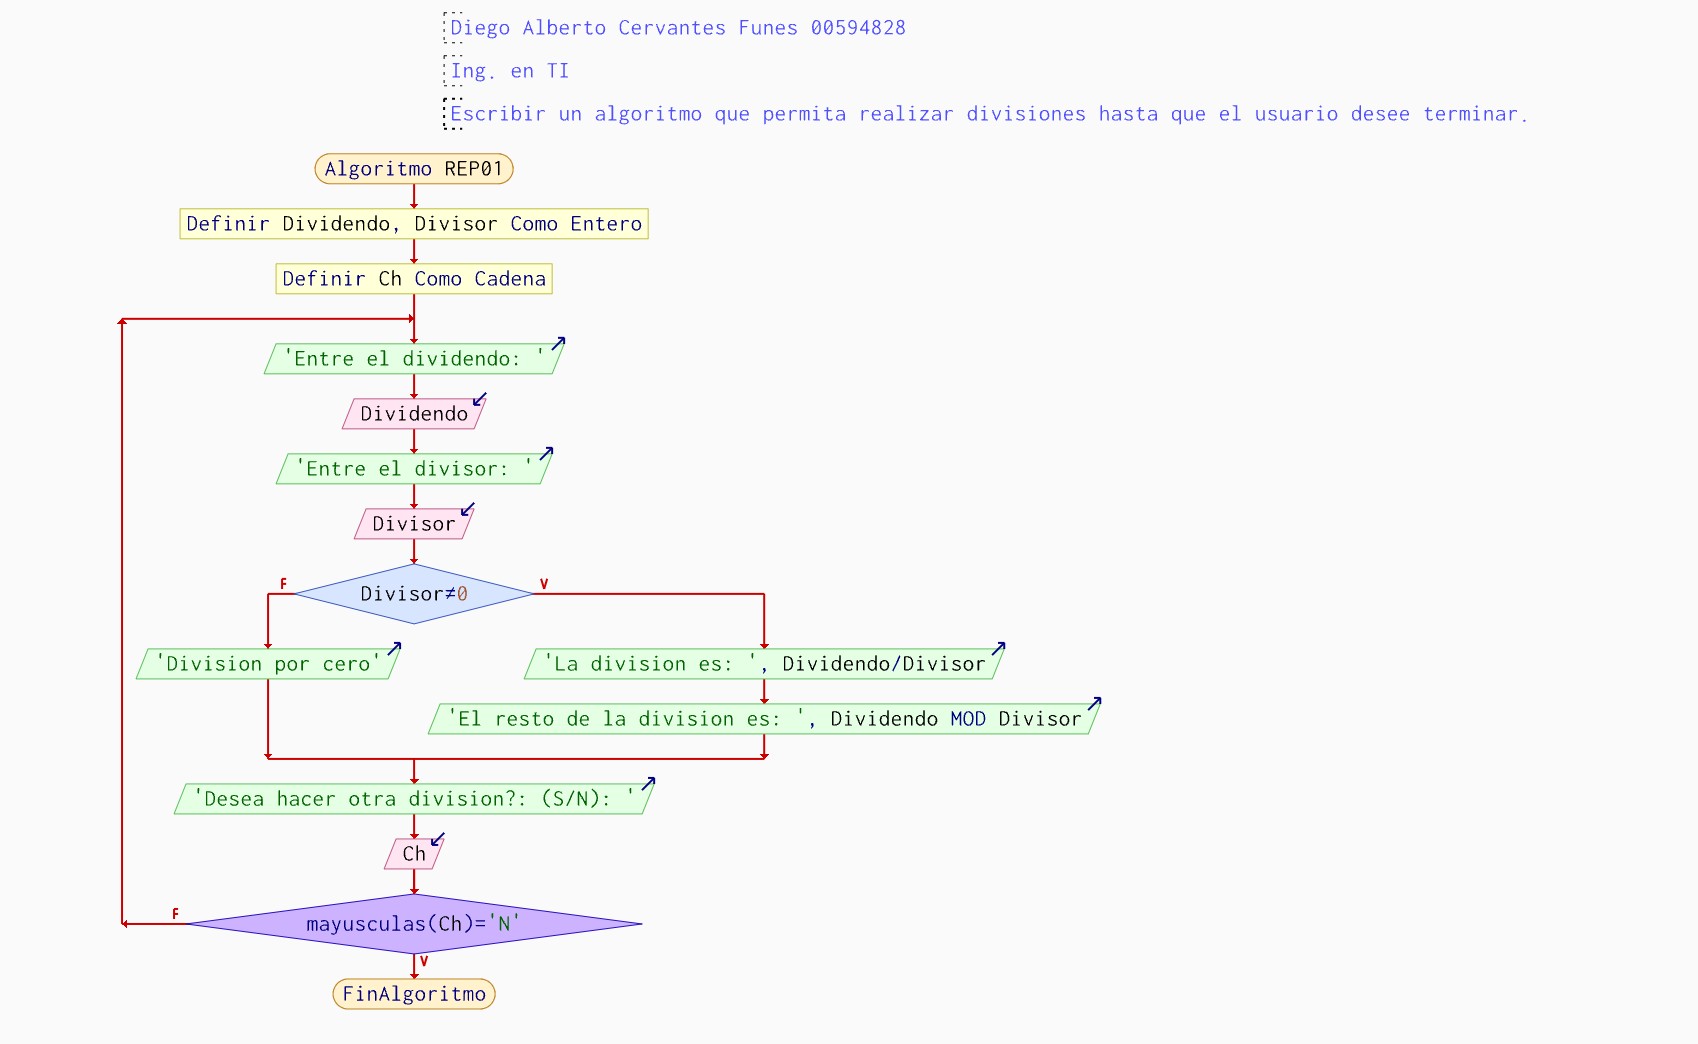 Diego Alberto Cervantes Funes 00594828
Ing. en TI
Escribir un algoritmo que permita realizar divisiones hasta que el usuario desee terminar.
Algoritmo REP01
Definir Dividendo, Divisor Como Entero
Definir Ch Como Cadena
'Entre el dividendo: '
Dividendo
'Entre el divisor: '
Divisor
F
V
Divisor≠0
'Division por cero'
'La division es: ', Dividendo/Divisor
'El resto de la division es: ', Dividendo MOD Divisor
'Desea hacer otra division?: (S/N): '
Ch
F
mayusculas(Ch)='N'
V
FinAlgoritmo